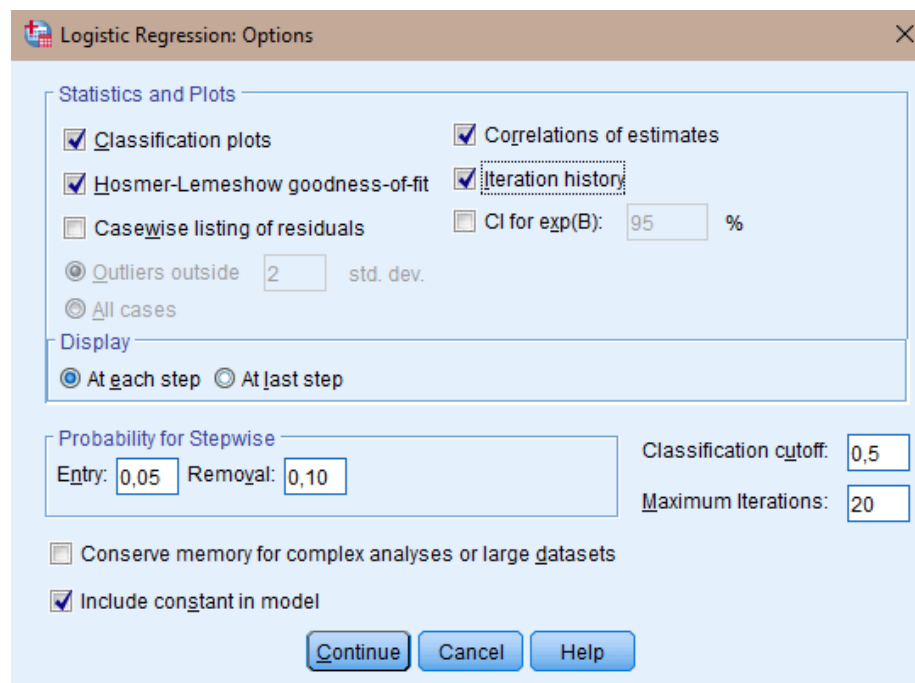 Logistic Regression: Options
Statistics and Plots
Classification plots
Correlations of estimates
Hosmer-Lemeshow goodness-of-fit
Iteration history
Casewise listing of residuals
CI for exp(B): 95 %
Outliers outside 2 std. dev.
All cases
Display
At each step At last step
Probability for Stepwise
Entry: 0,05 Removal: 0,10
Classification cutoff: 0,5
Maximum Iterations: 20
Conserve memory for complex analyses or large datasets
Include constant in model
Continue Cancel Help